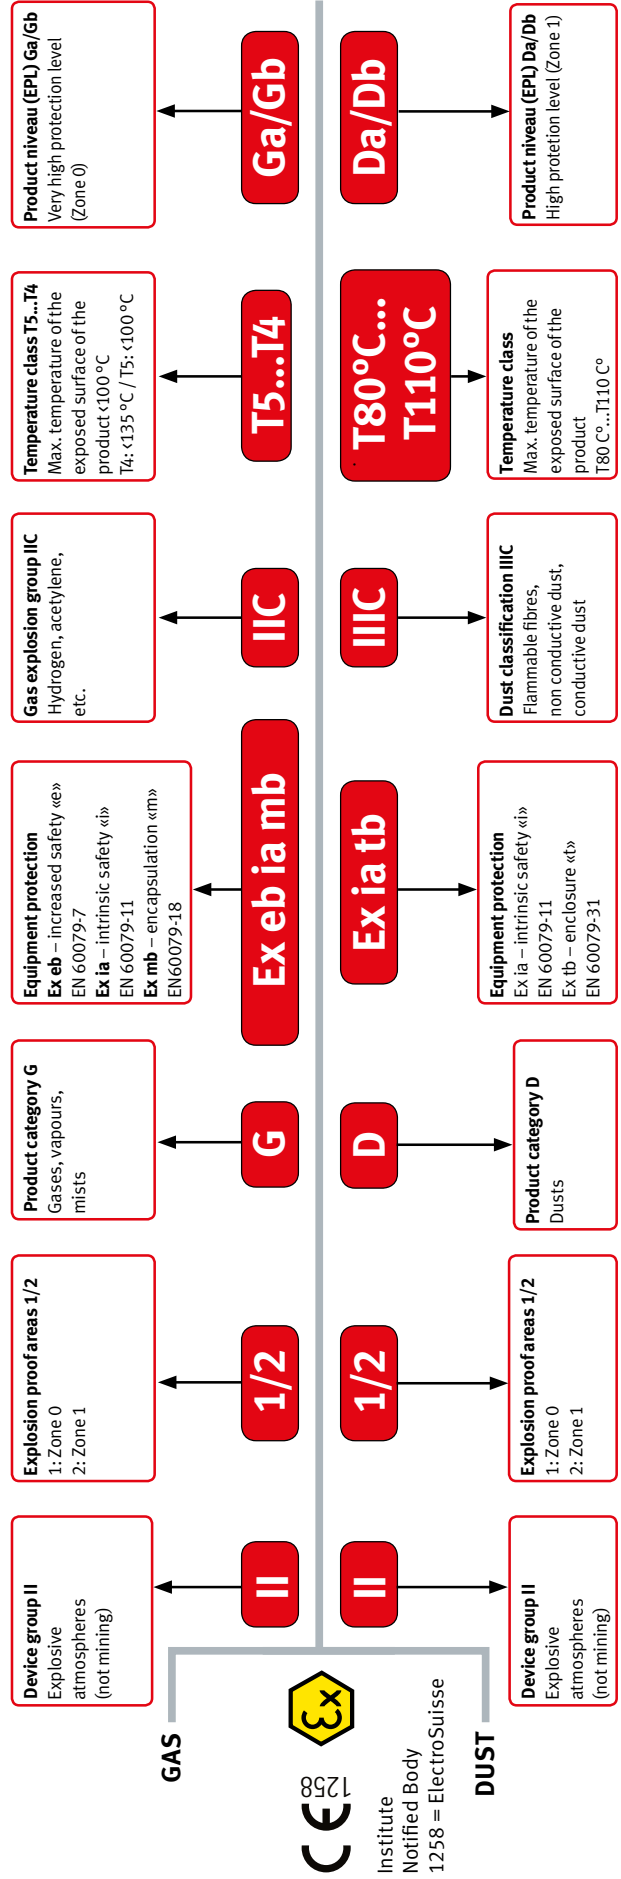 GAS
Device group II
Explosive
atmospheres
(not mining)
Explosion proof areas 1/2
1: Zone 0
2: Zone 1
Product category G
Gases, vapours,
mists
Equipment protection
Ex eb – increased safety «e»
EN 60079-7
Ex ia – intrinsic safety «i»
EN 60079-11
Ex mb – encapsulation «m»
EN60079-18
Gas explosion group IIC
Hydrogen, acetylene,
etc.
Temperature class T5...T4
Max. temperature of the
exposed surface of the
product <100 °C
T4: <135 °C / T5: <100 °C
Product niveau (EPL) Ga/Gb
Very high protection level
(Zone 0)
II
1/2
G
Ex eb ia mb
IIC
T5...T4
Ga/Gb
CE
1258
Ex
Institute
Notified Body
1258 = ElectroSuisse
II
1/2
D
Ex ia tb
IIIC
T80°C...
T110°C
Da/Db
DUST
Device group II
Explosive
atmospheres
(not mining)
Explosion proof areas 1/2
1: Zone 0
2: Zone 1
Product category D
Dusts
Equipment protection
Ex ia – intrinsic safety «i»
EN 60079-11
Ex tb – enclosure «t»
EN 60079-31
Dust classification IIIC
Flammable fibres,
non conductive dust,
conductive dust
Temperature class
Max. temperature of the
exposed surface of the
product
T80 C°...T110 C°
Product niveau (EPL) Da/Db
High protetion level (Zone 1)